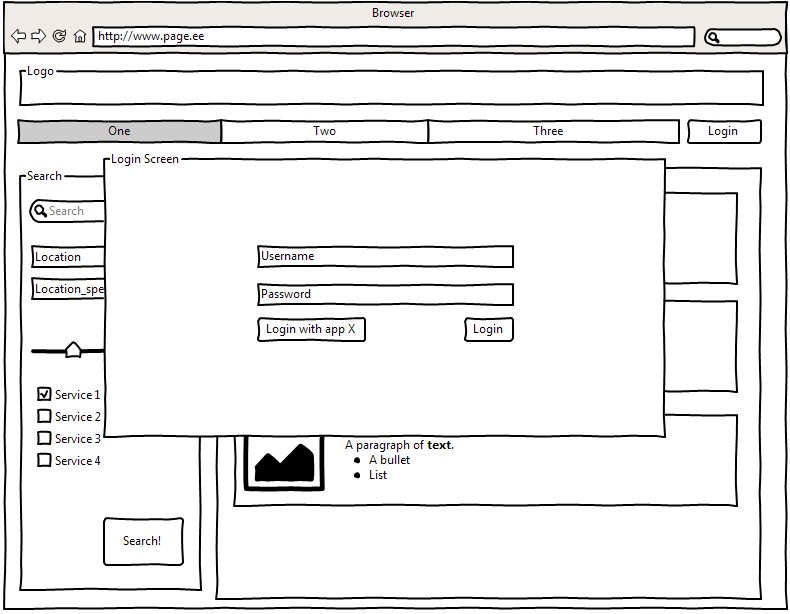 Browser
http://www.page.ee
Logo
One Two Three Login
Login Screen
Search
Search
Location
Username
Location_spe
Password
Login with app X Login
Service 1
Service 2
Service 3
Service 4
A paragraph of text.
A bullet
List
Search!